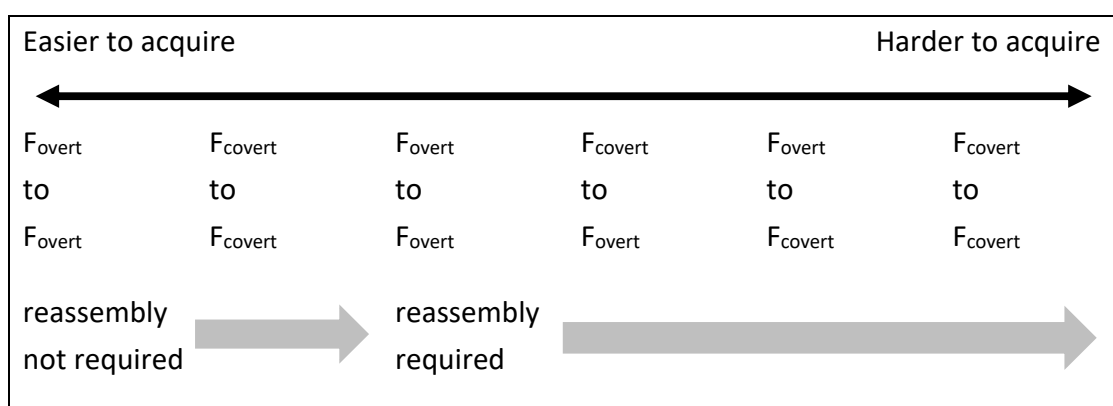 Easier to acquire Harder to acquire
Fovert Fcovert Fovert Fcovert Fovert Fcovert
to to to to to to
Fovert Fcovert Fovert Fovert Fcovert Fcovert
reassembly reassembly
not required required